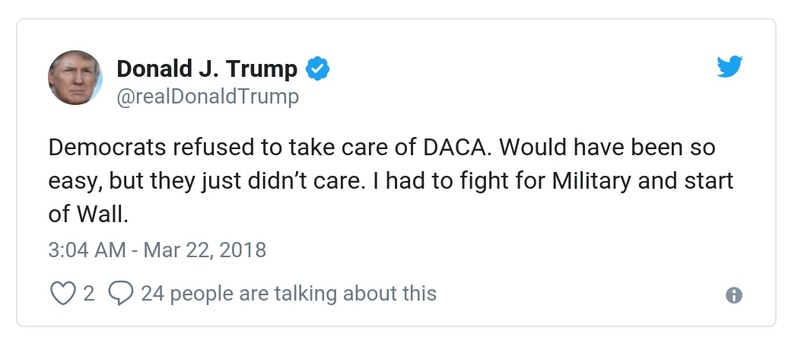 Donald J. Trump
@realDonaldTrump
Democrats refused to take care of DACA. Would have been so
easy, but they just didn’t care. I had to fight for Military and start
of Wall.
3:04 AM - Mar 22, 2018
2 24 people are talking about this